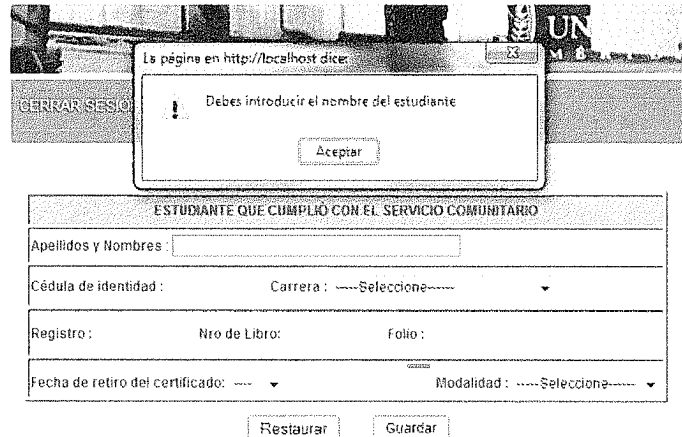 UN
La página en http://localhost dice:
Debes introducir el nombre del estudiante
Aceptar
CERRAR SESIO
ESTUDIANTE QUE CUMPLIÓ CON EL SERVICIO COMUNITARIO
Apellidos y Nombres :
Cédula de identidad : Carrera : -----Seleccione-----
Registro : Nro de Libro: Folio :
Fecha de retiro del certificado: ---- Modalidad : -----Seleccione-----
Restaurar Guardar